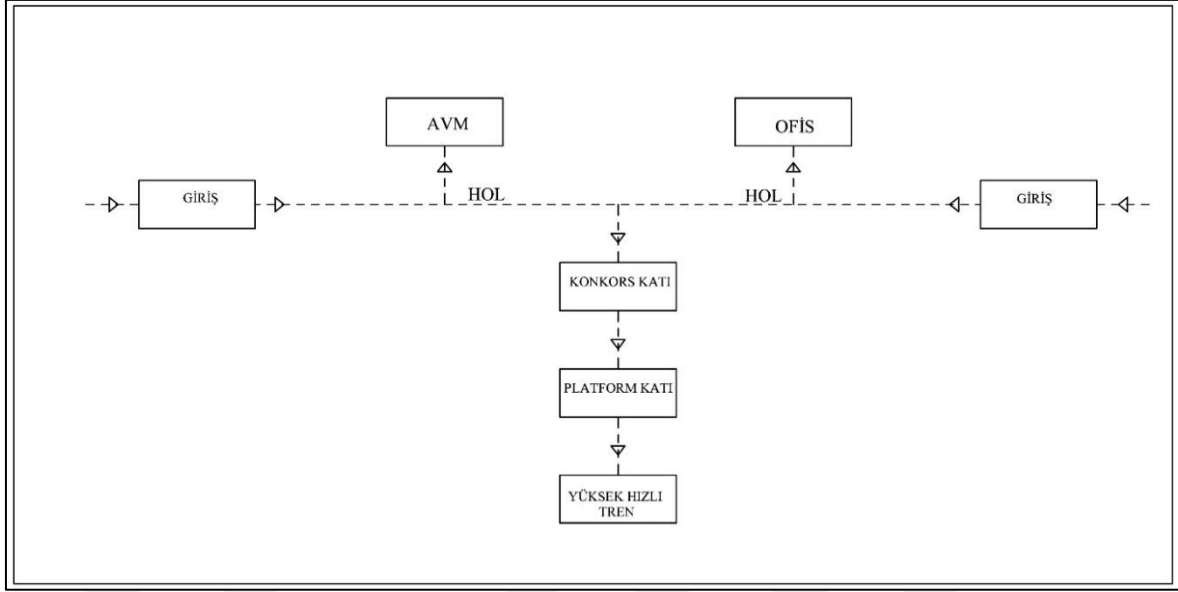 AVM
OFİS
GİRİŞ
HOL
HOL
GİRİŞ
KONKORS KATI
PLATFORM KATI
YÜKSEK HIZLI
TREN